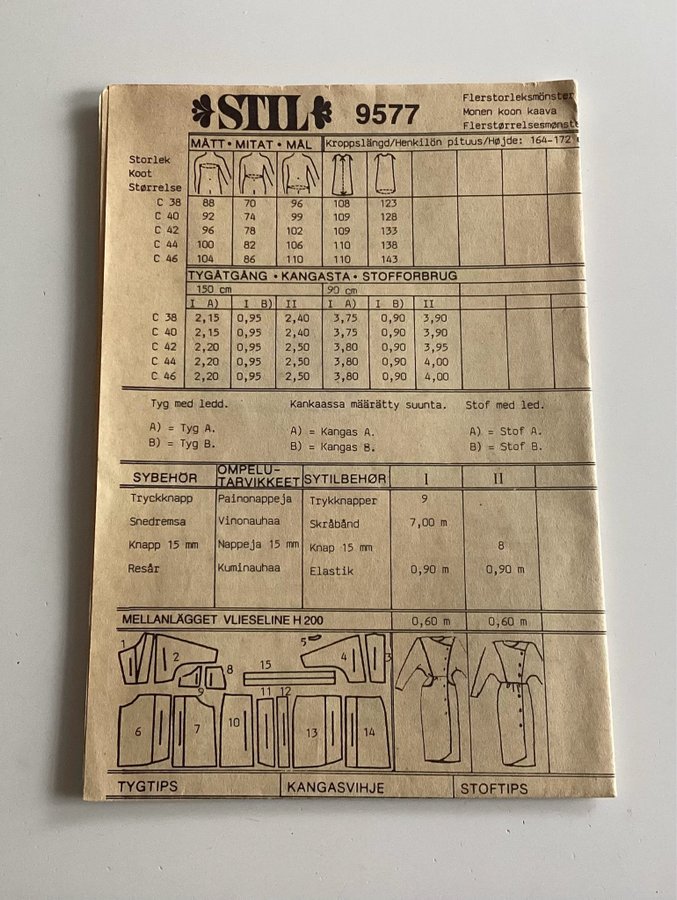 STIL 9577
Flerstorleksmönster
Monen koon kaava
Flerstørrelsesmønst
MÅTT • MITAT • MÅL Kroppslängd/Henkilön pituus/Højde: 164-172
Storlek
Koot
Størrelse
C 38 88 70 96 108 123
C 40 92 74 99 109 128
C 42 96 78 102 109 133
C 44 100 82 106 110 138
C 46 104 86 110 110 143
TYGÅTGÅNG • KANGASTA • STOFFORBRUG
150 cm 90 cm
I A) I B) II I A) I B) II
C 38 2,15 0,95 2,40 3,75 0,90 3,90
C 40 2,15 0,95 2,40 3,75 0,90 3,90
C 42 2,20 0,95 2,50 3,80 0,90 3,95
C 44 2,20 0,95 2,50 3,80 0,90 4,00
C 46 2,20 0,95 2,50 3,80 0,90 4,00
Tyg med ledd. Kankaassa määrätty suunta. Stof med led.
A) = Tyg A. A) = Kangas A. A) = Stof A.
B) = Tyg B. B) = Kangas B. B) = Stof B.
SYBEHÖR OMPELU-TARVIKKEET SYTILBEHØR I II
Tryckknapp Painonappeja Trykknapper 9
Snedremsa Vinonauhaa Skråbånd 7,00 m
Knapp 15 mm Nappeja 15 mm Knap 15 mm 8
Resår Kuminauhaa Elastik 0,90 m 0,90 m
MELLANLÄGGET VLIESELINE H 200 0,60 m 0,60 m
1 2 8 9 15 5 4 3
6 7 10 11 12 13 14
TYGTIPS KANGASVIHJE STOFTIPS